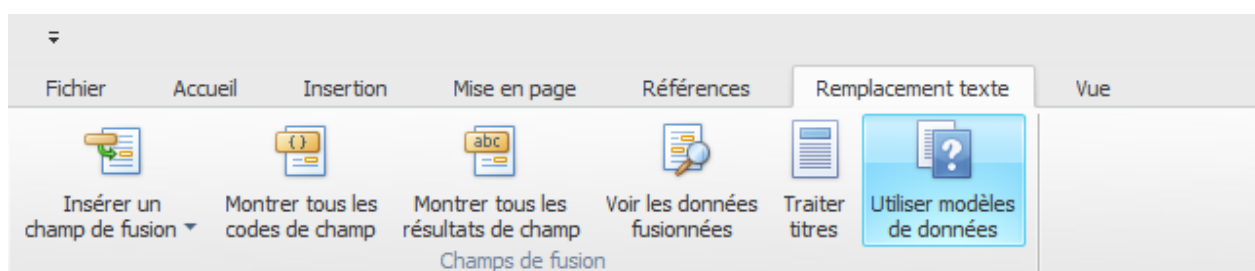 Fichier Accueil Insertion Mise en page Références Remplacement texte Vue
{} abc ?
Insérer un Montrer tous les Montrer tous les Voir les données Traiter Utiliser modèles
champ de fusion codes de champ résultats de champ fusionnées titres de données
Champs de fusion